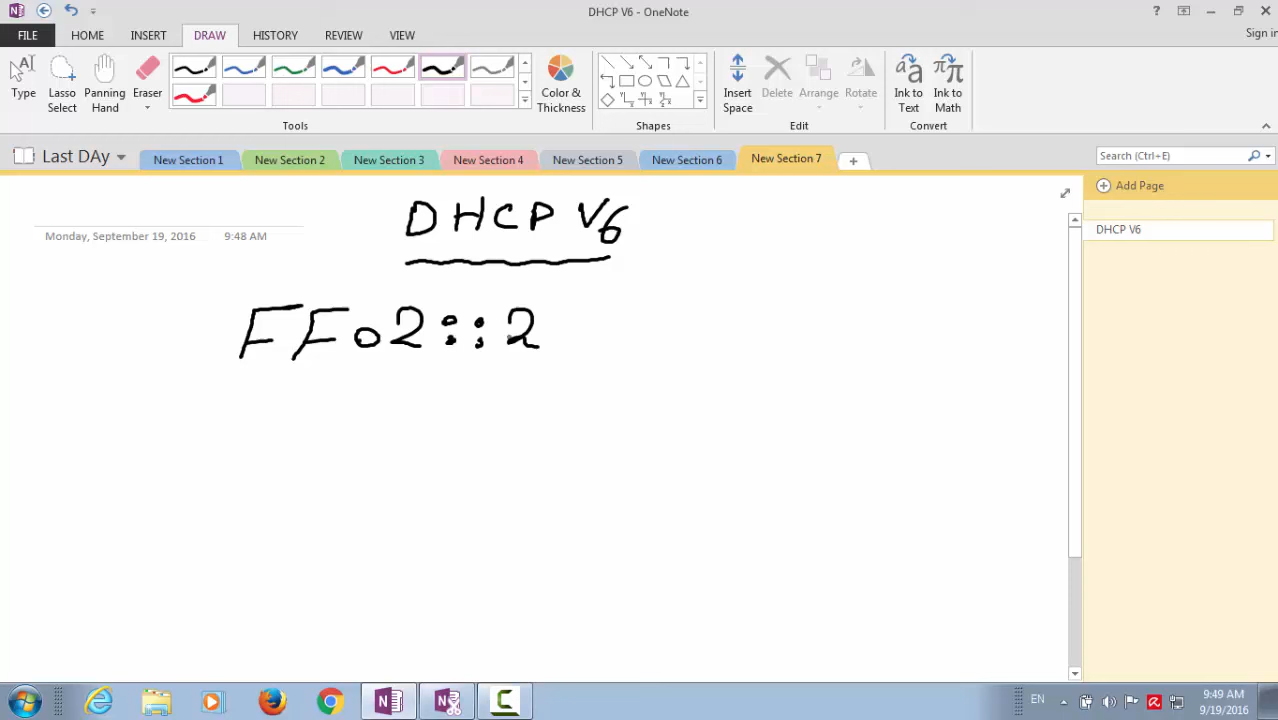 DHCP V6 - OneNote
?
Sign in
FILE HOME INSERT DRAW HISTORY REVIEW VIEW
Type
Lasso Select
Panning Hand
Eraser
Color & Thickness
Insert Space
Delete
Arrange
Rotate
Ink to Text
Ink to Math
Tools
Shapes
Edit
Convert
Last DAy
New Section 1
New Section 2
New Section 3
New Section 4
New Section 5
New Section 6
New Section 7
Search (Ctrl+E)
Add Page
DHCP V6
DHCP V6
Monday, September 19, 2016 9:48 AM
FFo2::2
EN
9:49 AM
9/19/2016